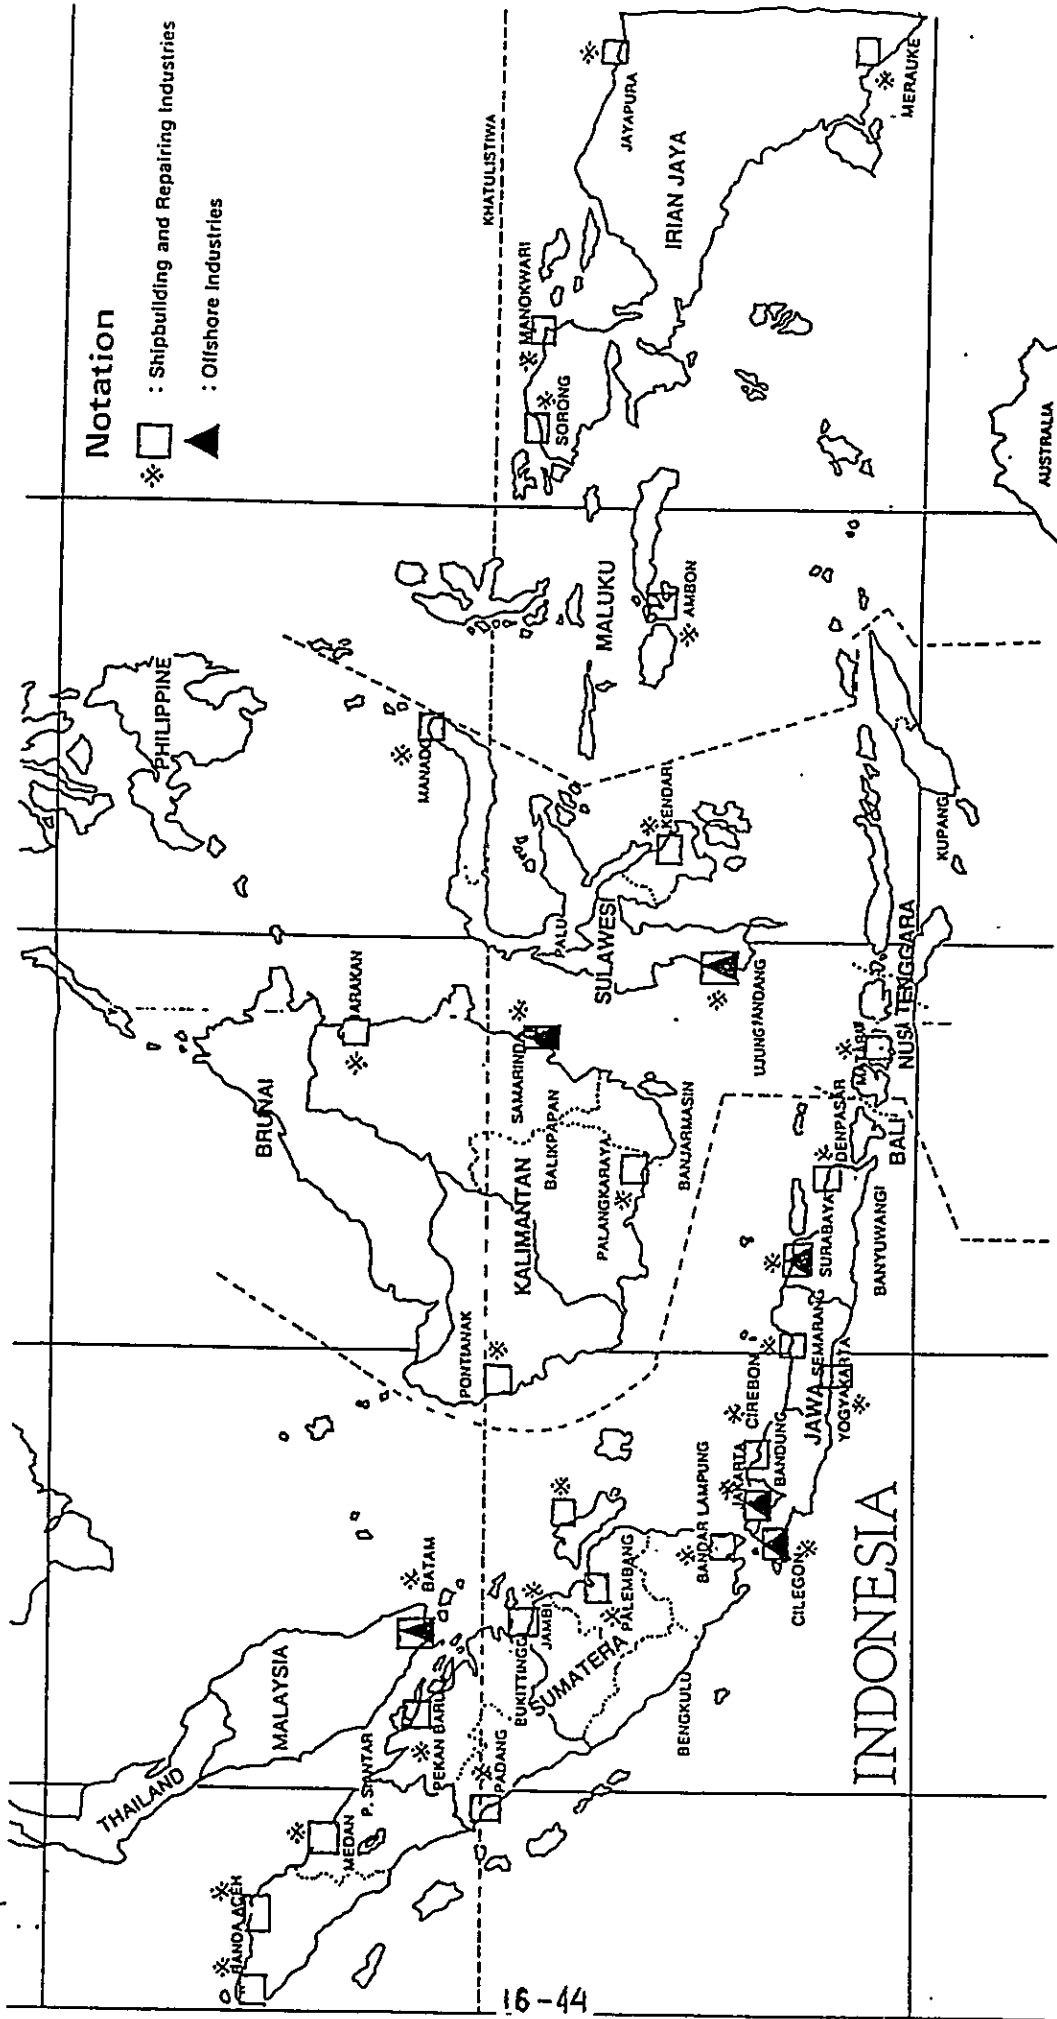 Notation
※ □ : Shipbuilding and Repairing Industries
▲ : Offshore Industries
KHATULISTIWA
THAILAND
MALAYSIA
BRUNAI
PHILIPPINE
BANDA ACEH
MEDAN
P. SIANTAR
PEKAN BARU
BATAM
PADANG
BUKITTINGGI
JAMBI
SUMATERA
PALEMBANG
BENGKULU
BANDAR LAMPUNG
CILEGON
JAKARTA
BANDUNG
CIREBON
JAWA
SEMARANG
YOGYAKARTA
SURABAYA
BANYUWANGI
DENPASAR
BALI
MATARAM
NUSA TENGGARA
KUPANG
PONTIANAK
KALIMANTAN
PALANGKARAYA
BANJARMASIN
BALIKPAPAN
SAMARINDA
TARAKAN
PALU
SULAWESI
UJUNG PANDANG
KENDARI
MANADO
MALUKU
AMBON
SORONG
MANOKWARI
IRIAN JAYA
JAYAPURA
MERAUKE
AUSTRALIA
INDONESIA
16-44